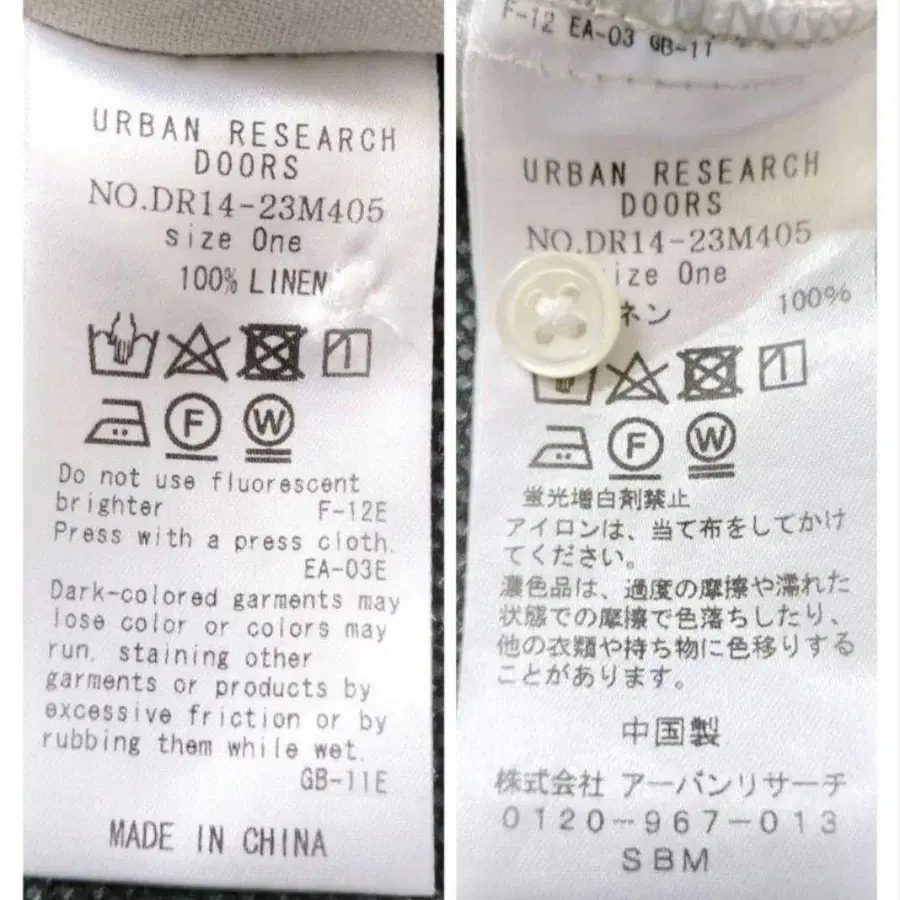 URBAN RESEARCH
DOORS
NO.DR14-23M405
size One
100% LINEN
F
W
Do not use fluorescent
brighter
F-12E
Press with a press cloth.
EA-03E
Dark-colored garments may
lose color or colors may
run, staining other
garments or products by
excessive friction or by
rubbing them while wet.
GB-11E
MADE IN CHINA
F-12 EA-03 GB-11
URBAN RESEARCH
DOORS
NO.DR14-23M405
ize One
ネン 100%
F
W
蛍光増白剤禁止
アイロンは、当て布をしてかけ
てください。
濃色品は、過度の摩擦や濡れた
状態での摩擦で色落ちしたり、
他の衣類や持ち物に色移りする
ことがあります。
中国製
株式会社 アーバンリサーチ
0120-967-013
SBM